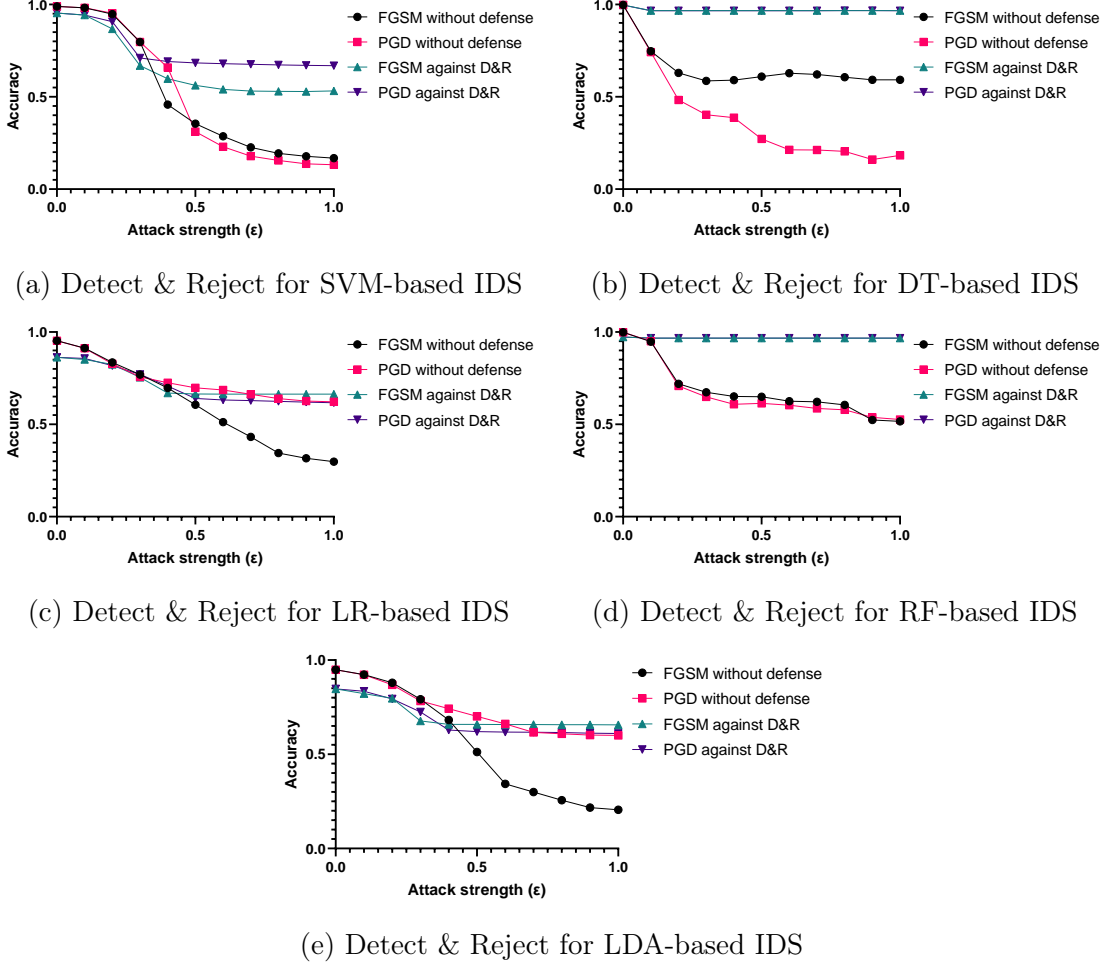 1.0
0.5
0.0
Accuracy
0.0
0.5
1.0
Attack strength (ε)
FGSM without defense
PGD without defense
FGSM against D&R
PGD against D&R
(a) Detect & Reject for SVM-based IDS
1.0
0.5
0.0
Accuracy
0.0
0.5
1.0
Attack strength (ε)
FGSM without defense
PGD without defense
FGSM against D&R
PGD against D&R
(b) Detect & Reject for DT-based IDS
1.0
0.5
0.0
Accuracy
0.0
0.5
1.0
Attack strength (ε)
FGSM without defense
PGD without defense
FGSM against D&R
PGD against D&R
(c) Detect & Reject for LR-based IDS
1.0
0.5
0.0
Accuracy
0.0
0.5
1.0
Attack strength (ε)
FGSM without defense
PGD without defense
FGSM against D&R
PGD against D&R
(d) Detect & Reject for RF-based IDS
1.0
0.5
0.0
Accuracy
0.0
0.5
1.0
Attack strength (ε)
FGSM without defense
PGD without defense
FGSM against D&R
PGD against D&R
(e) Detect & Reject for LDA-based IDS